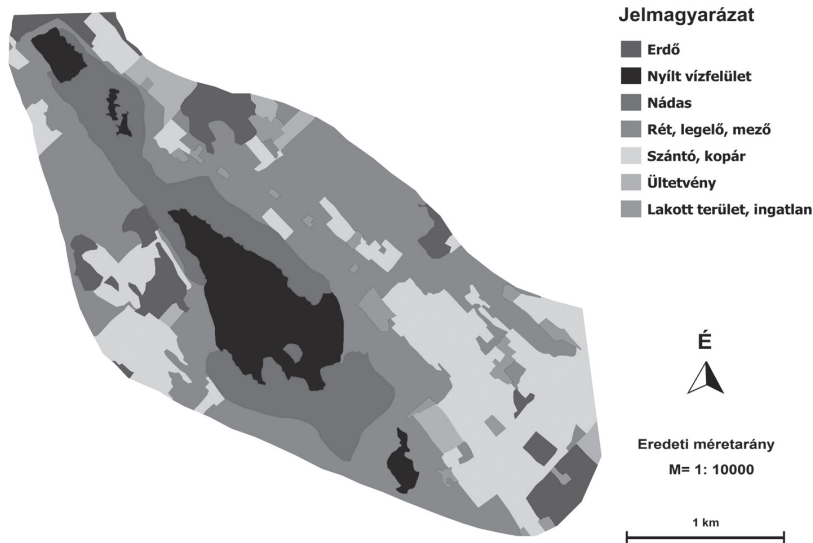 Jelmagyarázat
Erdő
Nyílt vízfelület
Nádas
Rét, legelő, mező
Szántó, kopár
Ültetvény
Lakott terület, ingatlan
É
Eredeti méretarány
M= 1: 10000
1 km